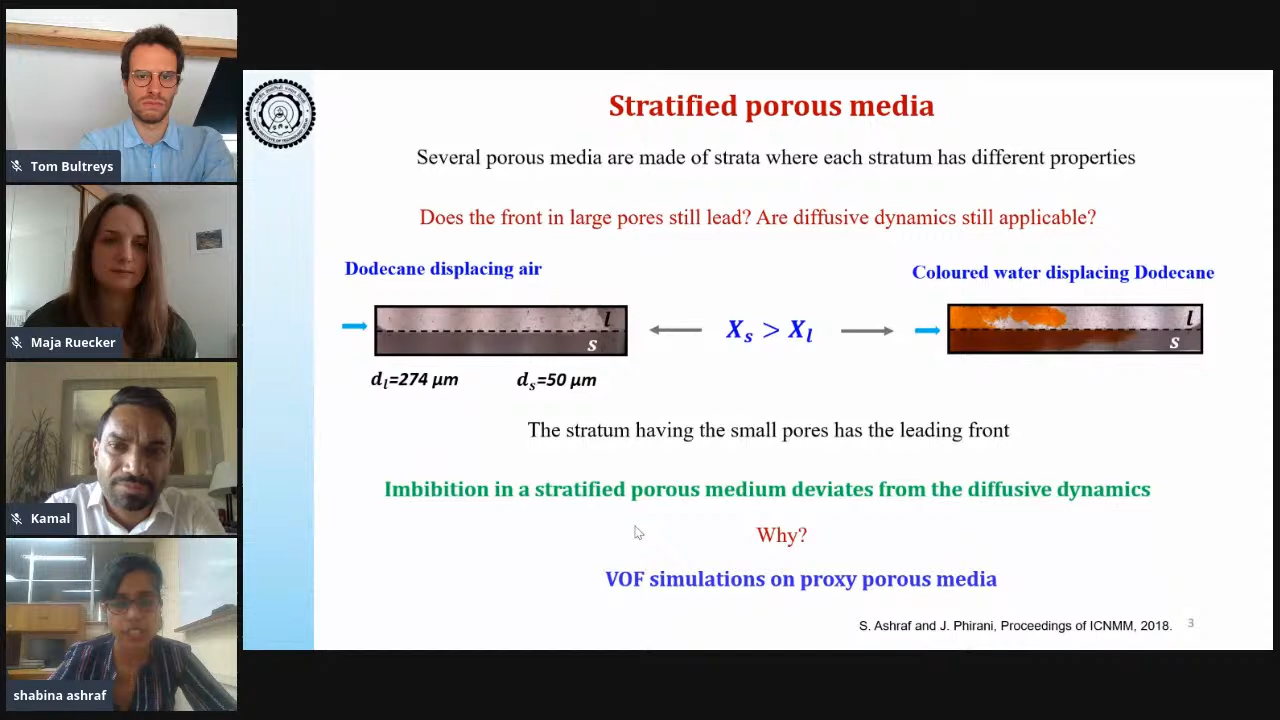 Tom Bultreys
Maja Ruecker
Kamal
shabina ashraf
Stratified porous media
Several porous media are made of strata where each stratum has different properties
Does the front in large pores still lead? Are diffusive dynamics still applicable?
Dodecane displacing air
Coloured water displacing Dodecane
l
s
Xₛ > Xₗ
l
s
dₗ=274 μm
dₛ=50 μm
The stratum having the small pores has the leading front
Imbibition in a stratified porous medium deviates from the diffusive dynamics
Why?
VOF simulations on proxy porous media
S. Ashraf and J. Phirani, Proceedings of ICNMM, 2018.
3